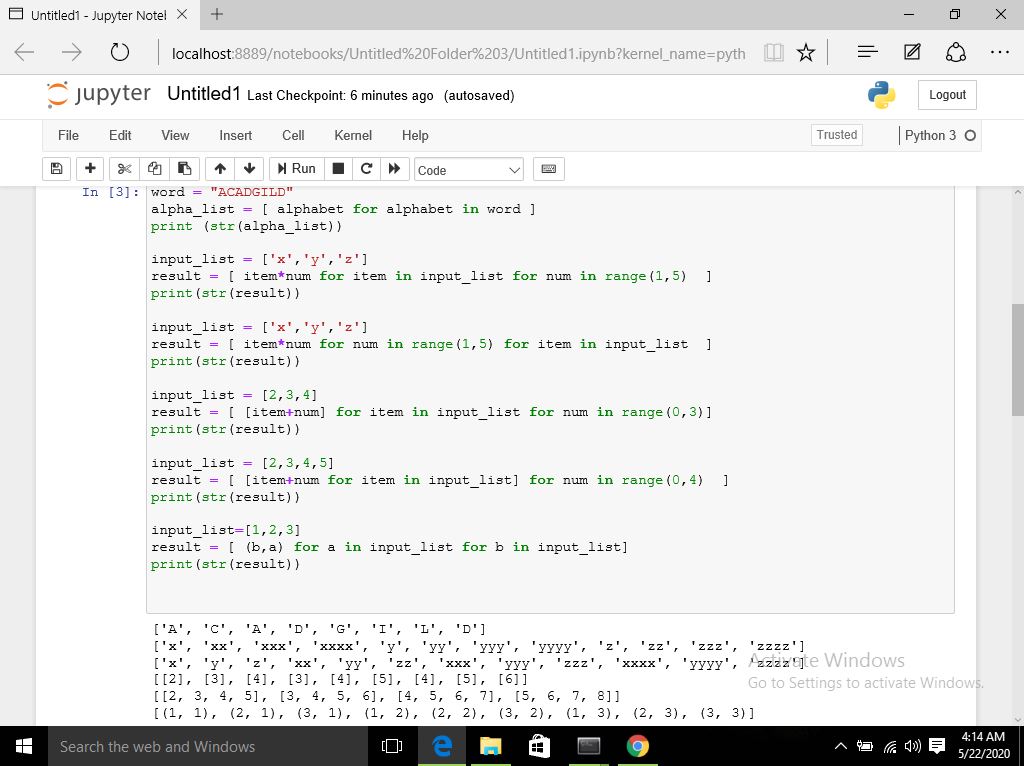 Untitled1 - Jupyter Notel
localhost:8889/notebooks/Untitled%20Folder%203/Untitled1.ipynb?kernel_name=pyth
jupyter Untitled1 Last Checkpoint: 6 minutes ago (autosaved)
Logout
File Edit View Insert Cell Kernel Help Trusted Python 3
Run Code
In [3]: word = "ACADGILD"
alpha_list = [ alphabet for alphabet in word ]
print (str(alpha_list))
input_list = ['x','y','z']
result = [ item*num for item in input_list for num in range(1,5)  ]
print(str(result))
input_list = ['x','y','z']
result = [ item*num for num in range(1,5) for item in input_list  ]
print(str(result))
input_list = [2,3,4]
result = [ [item+num] for item in input_list for num in range(0,3)]
print(str(result))
input_list = [2,3,4,5]
result = [ [item+num for item in input_list] for num in range(0,4)  ]
print(str(result))
input_list=[1,2,3]
result = [ (b,a) for a in input_list for b in input_list]
print(str(result))
['A', 'C', 'A', 'D', 'G', 'I', 'L', 'D']
['x', 'xx', 'xxx', 'xxxx', 'y', 'yy', 'yyy', 'yyyy', 'z', 'zz', 'zzz', 'zzzz']
['x', 'y', 'z', 'xx', 'yy', 'zz', 'xxx', 'yyy', 'zzz', 'xxxx', 'yyyy', 'zzzz']
[[2], [3], [4], [3], [4], [5], [4], [5], [6]]
[[2, 3, 4, 5], [3, 4, 5, 6], [4, 5, 6, 7], [5, 6, 7, 8]]
[(1, 1), (2, 1), (3, 1), (1, 2), (2, 2), (3, 2), (1, 3), (2, 3), (3, 3)]
Activate Windows
Go to Settings to activate Windows.
Search the web and Windows
4:14 AM
5/22/2020